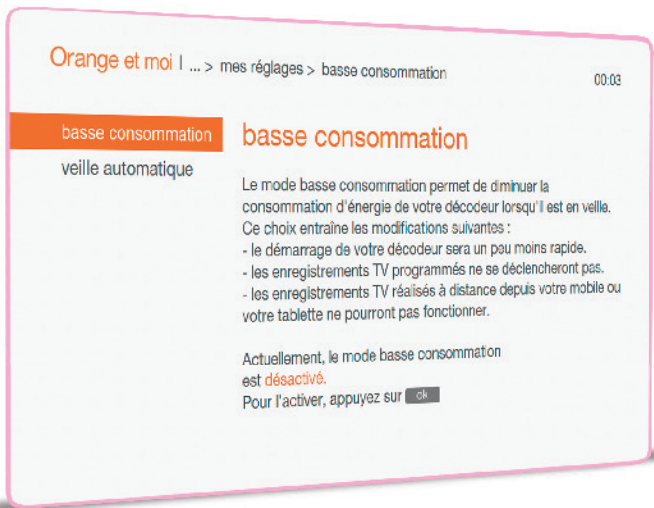 Orange et moi | ... > mes réglages > basse consommation
00:03
basse consommation
veille automatique
basse consommation
Le mode basse consommation permet de diminuer la
consommation d'énergie de votre décodeur lorsqu'il est en veille.
Ce choix entraîne les modifications suivantes :
- le démarrage de votre décodeur sera un peu moins rapide.
- les enregistrements TV programmés ne se déclencheront pas.
- les enregistrements TV réalisés à distance depuis votre mobile ou
votre tablette ne pourront pas fonctionner.
Actuellement, le mode basse consommation
est désactivé.
Pour l'activer, appuyez sur ok